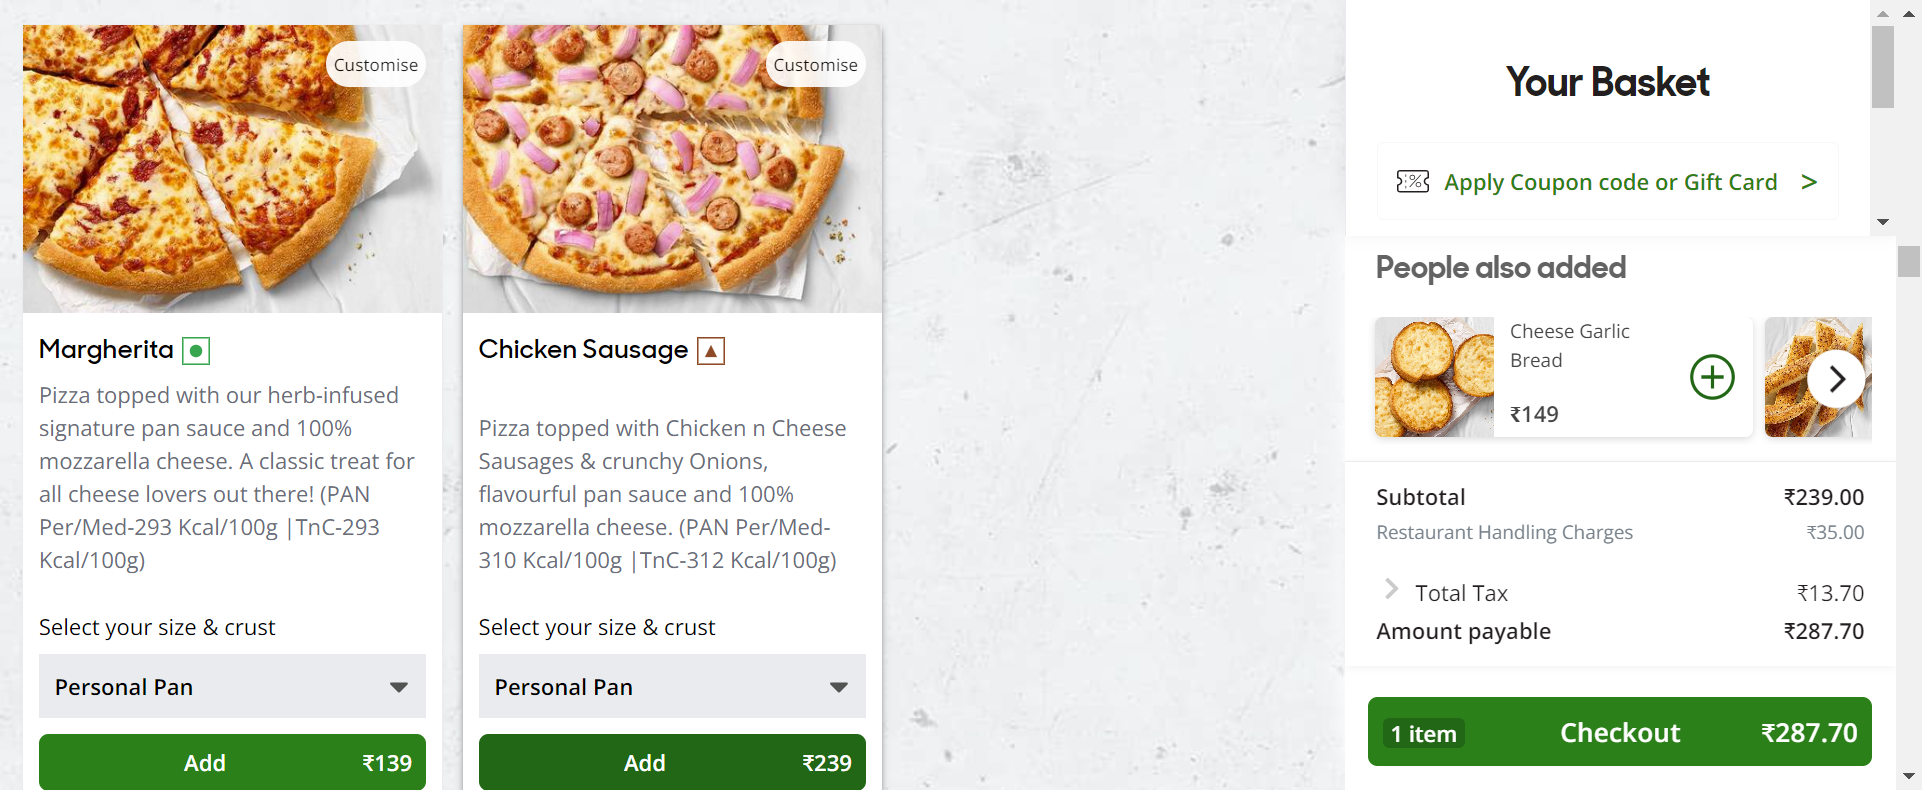 Customise
Margherita
Pizza topped with our herb-infused
signature pan sauce and 100%
mozzarella cheese. A classic treat for
all cheese lovers out there! (PAN
Per/Med-293 Kcal/100g |TnC-293
Kcal/100g)
Select your size & crust
Personal Pan
Add ₹139
Customise
Chicken Sausage
Pizza topped with Chicken n Cheese
Sausages & crunchy Onions,
flavourful pan sauce and 100%
mozzarella cheese. (PAN Per/Med-
310 Kcal/100g |TnC-312 Kcal/100g)
Select your size & crust
Personal Pan
Add ₹239
Your Basket
Apply Coupon code or Gift Card >
People also added
Cheese Garlic
Bread
₹149
Subtotal ₹239.00
Restaurant Handling Charges ₹35.00
Total Tax ₹13.70
Amount payable ₹287.70
1 item Checkout ₹287.70